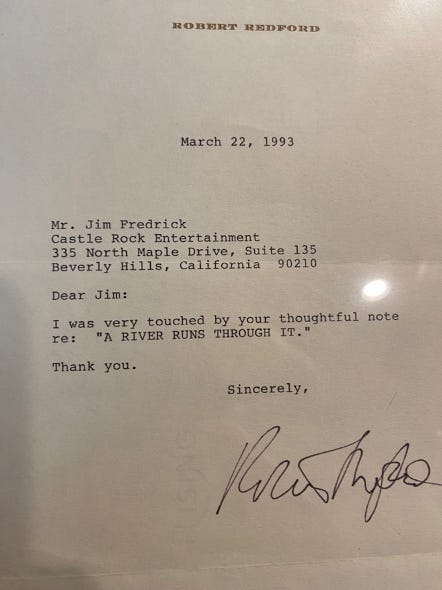 ROBERT REDFORD
March 22, 1993
Mr. Jim Fredrick
Castle Rock Entertainment
335 North Maple Drive, Suite 135
Beverly Hills, California  90210
Dear Jim:
I was very touched by your thoughtful note
re:  "A RIVER RUNS THROUGH IT."
Thank you.
Sincerely,